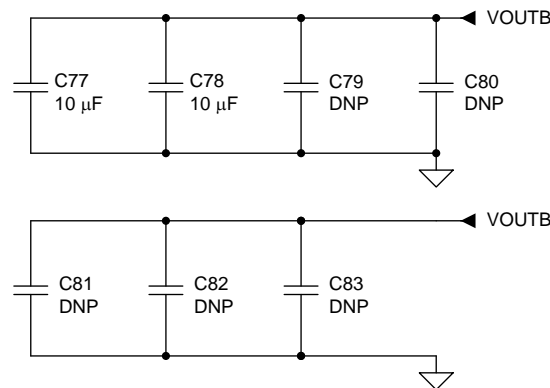 VOUTB
C77
10 μF
C78
10 μF
C79
DNP
C80
DNP
VOUTB
C81
DNP
C82
DNP
C83
DNP